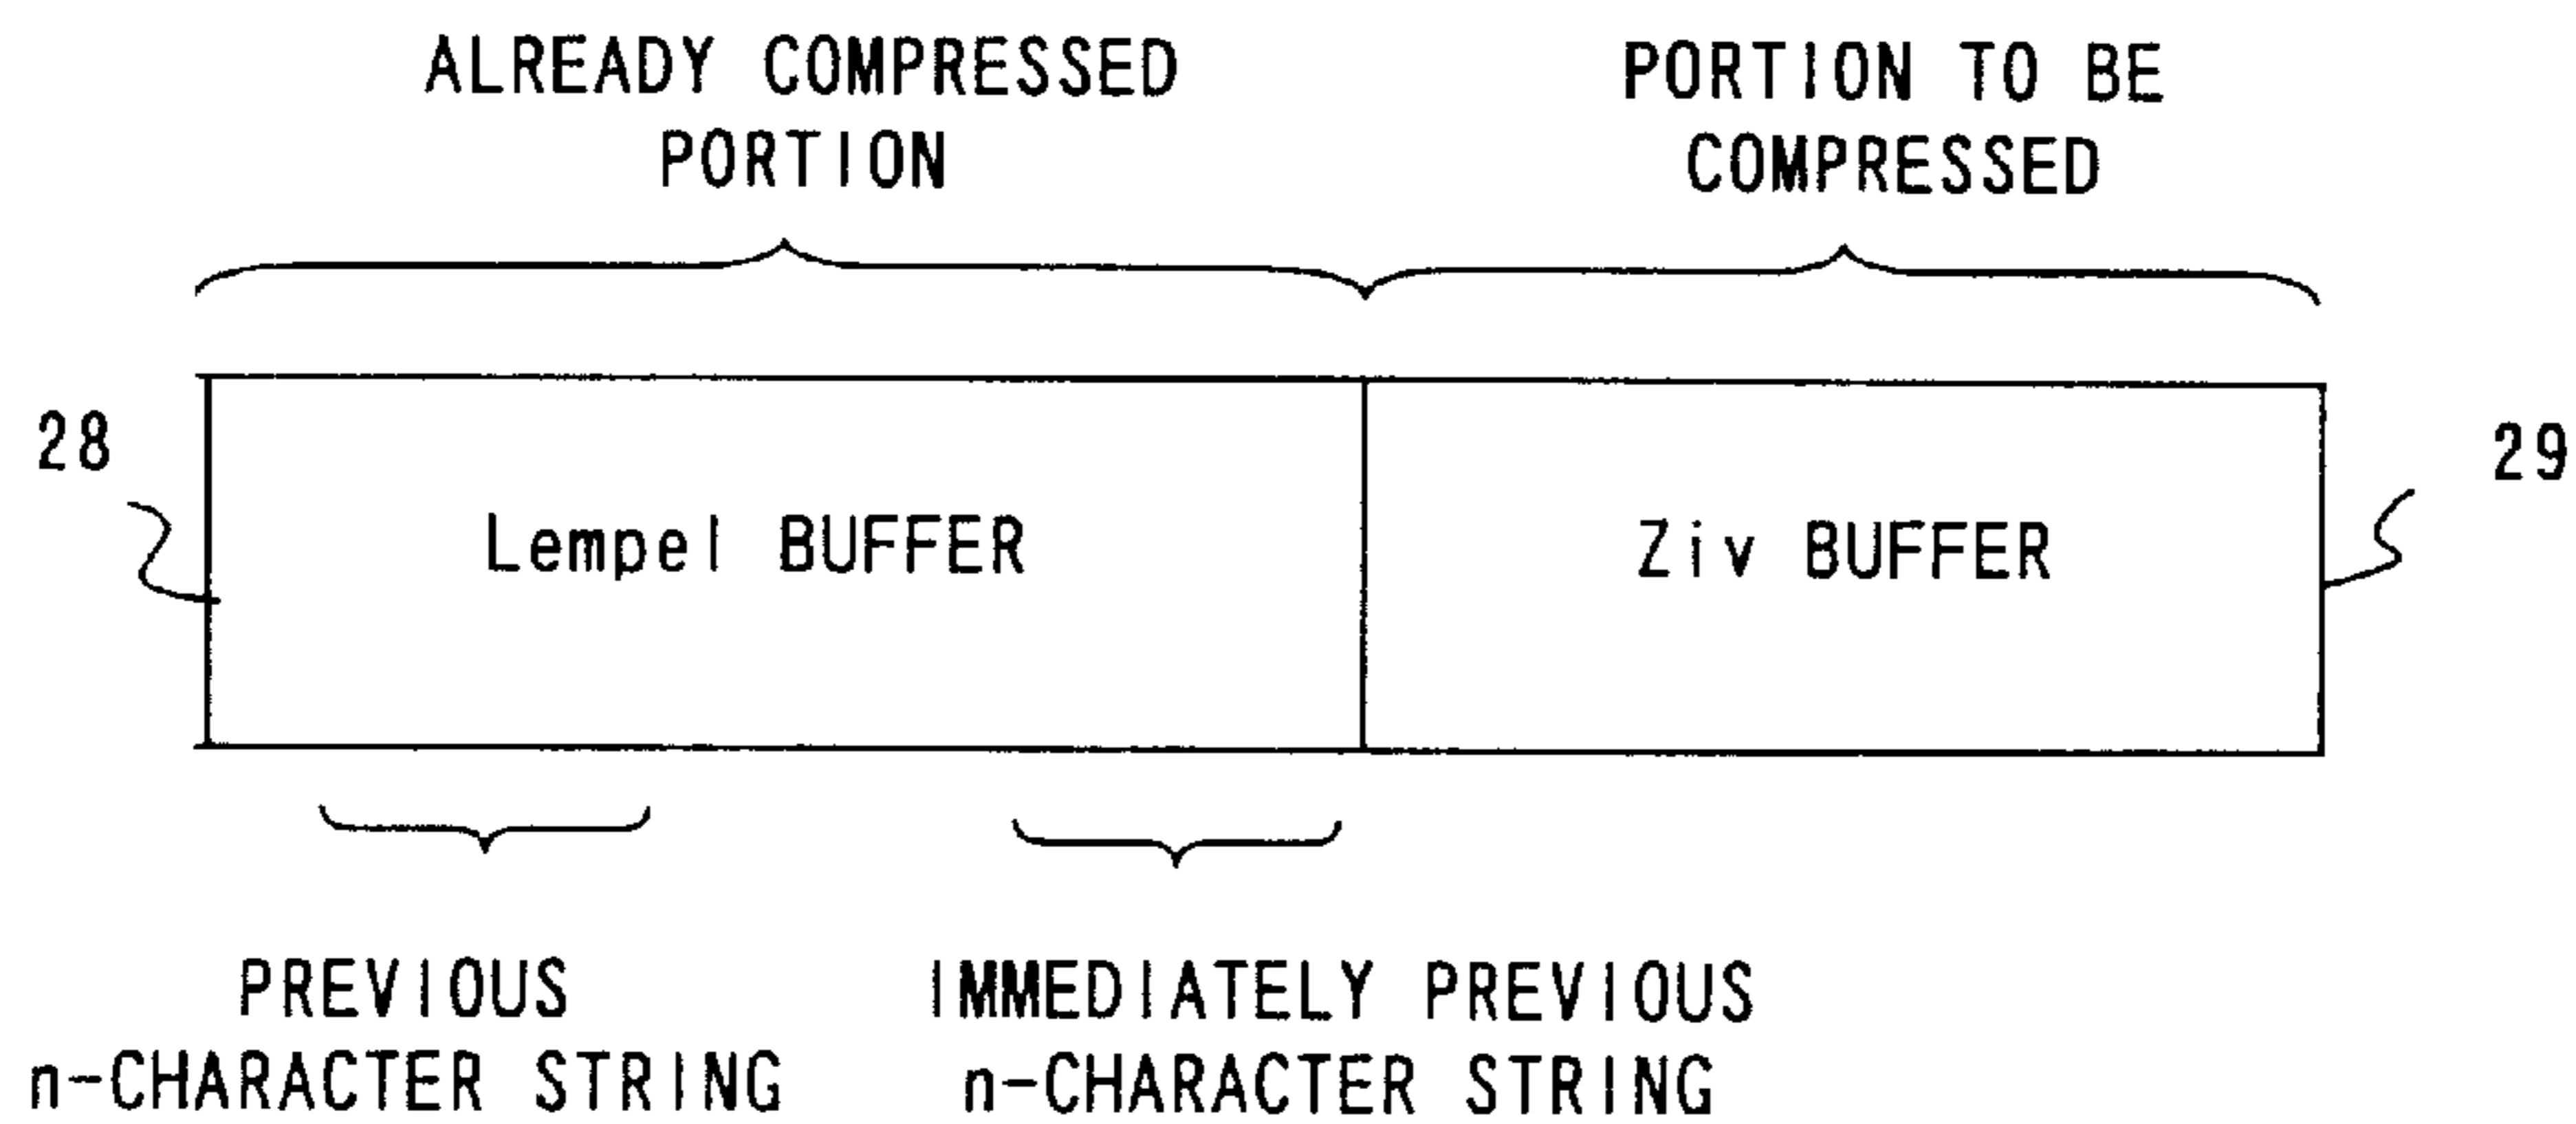 ALREADY COMPRESSED
PORTION
PORTION TO BE
COMPRESSED
28
29
Lempel BUFFER
Ziv BUFFER
PREVIOUS
n-CHARACTER STRING
IMMEDIATELY PREVIOUS
n-CHARACTER STRING